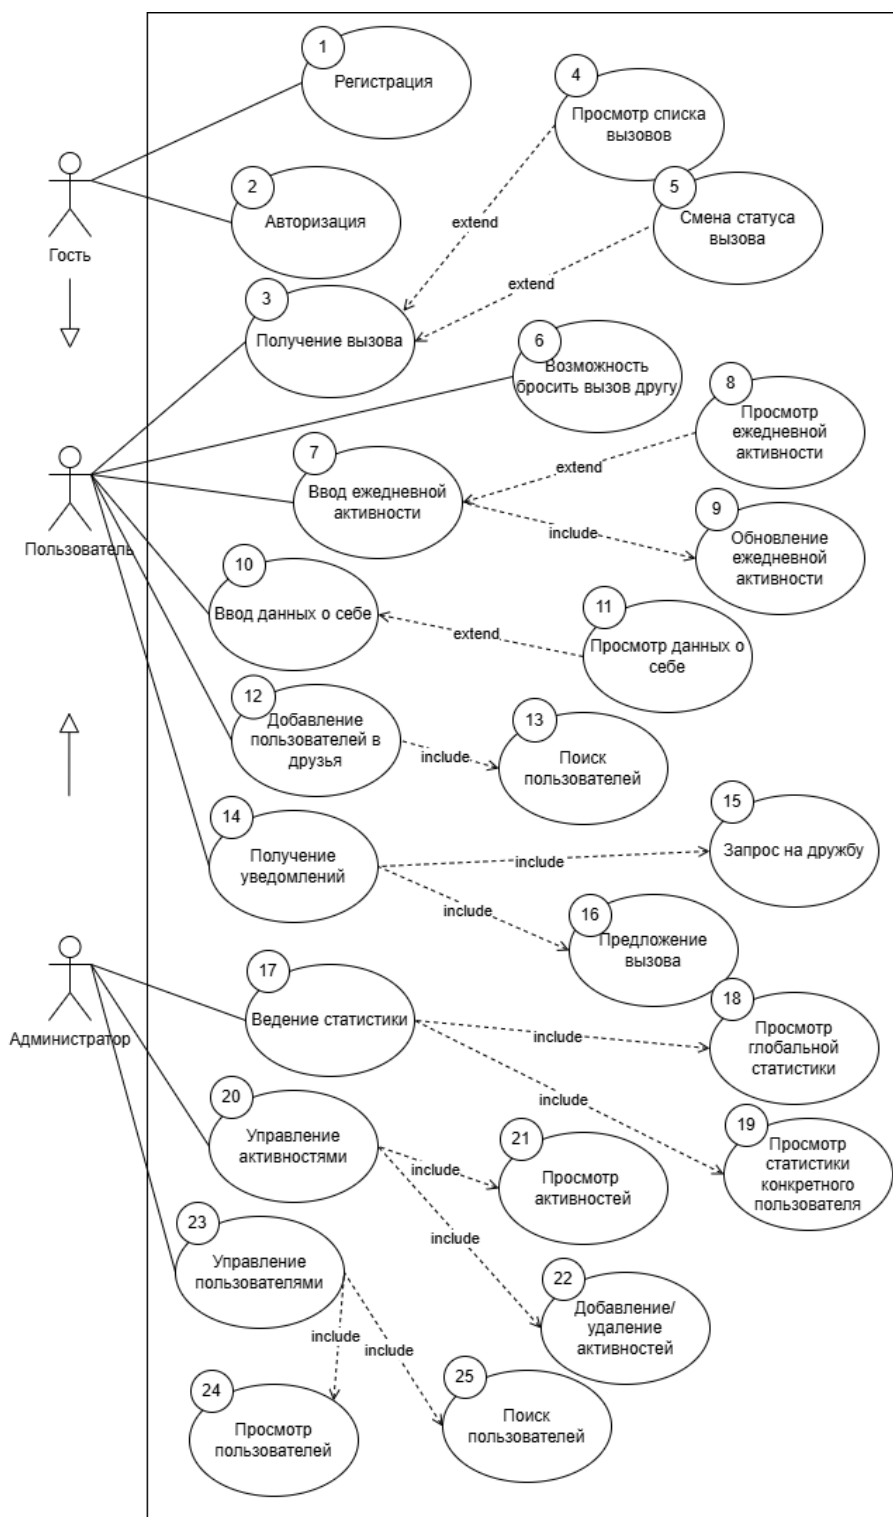 1
Регистрация
4
Просмотр списка
вызовов
2
Авторизация
5
Смена статуса
вызова
extend
Гость
extend
3
Получение вызова
6
Возможность
бросить вызов другу
8
Просмотр
ежедневной
активности
7
Ввод ежедневной
активности
extend
include
9
Обновление
ежедневной
активности
Пользователь
10
Ввод данных о себе
extend
11
Просмотр данных о
себе
12
Добавление
пользователей в
друзья
include
13
Поиск
пользователей
14
Получение
уведомлений
include
include
15
Запрос на дружбу
16
Предложение
вызова
Администратор
17
Ведение статистики
include
include
18
Просмотр
глобальной
статистики
19
Просмотр
статистики
конкретного
пользователя
20
Управление
активностями
include
include
21
Просмотр
активностей
22
Добавление/
удаление
активностей
23
Управление
пользователями
include
include
24
Просмотр
пользователей
25
Поиск
пользователей